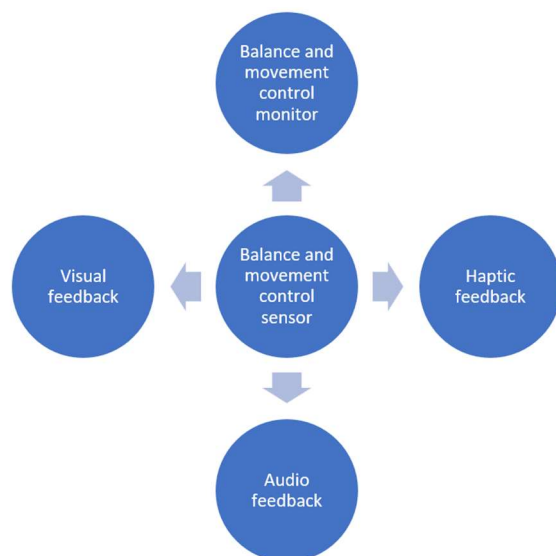 Balance and
movement
control
monitor
Visual
feedback
Balance and
movement
control
sensor
Haptic
feedback
Audio
feedback